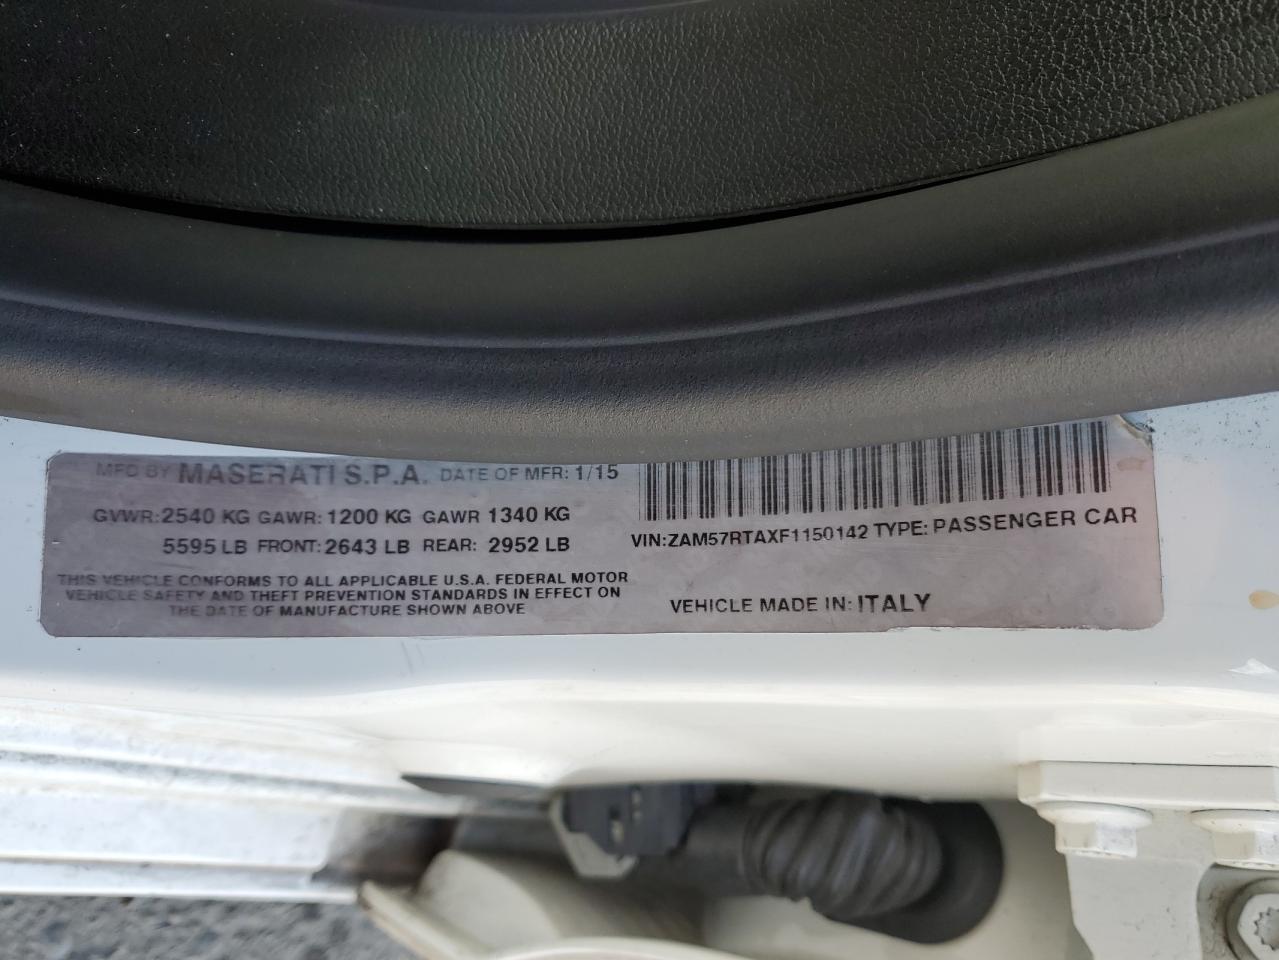 MFD BY MASERATI S.P.A. DATE OF MFR: 1/15
GVWR: 2540 KG GAWR: 1200 KG GAWR 1340 KG
5595 LB FRONT: 2643 LB REAR: 2952 LB
THIS VEHICLE CONFORMS TO ALL APPLICABLE U.S.A. FEDERAL MOTOR
VEHICLE SAFETY AND THEFT PREVENTION STANDARDS IN EFFECT ON
THE DATE OF MANUFACTURE SHOWN ABOVE
VIN: ZAM57RTAXF1150142 TYPE: PASSENGER CAR
VEHICLE MADE IN: ITALY